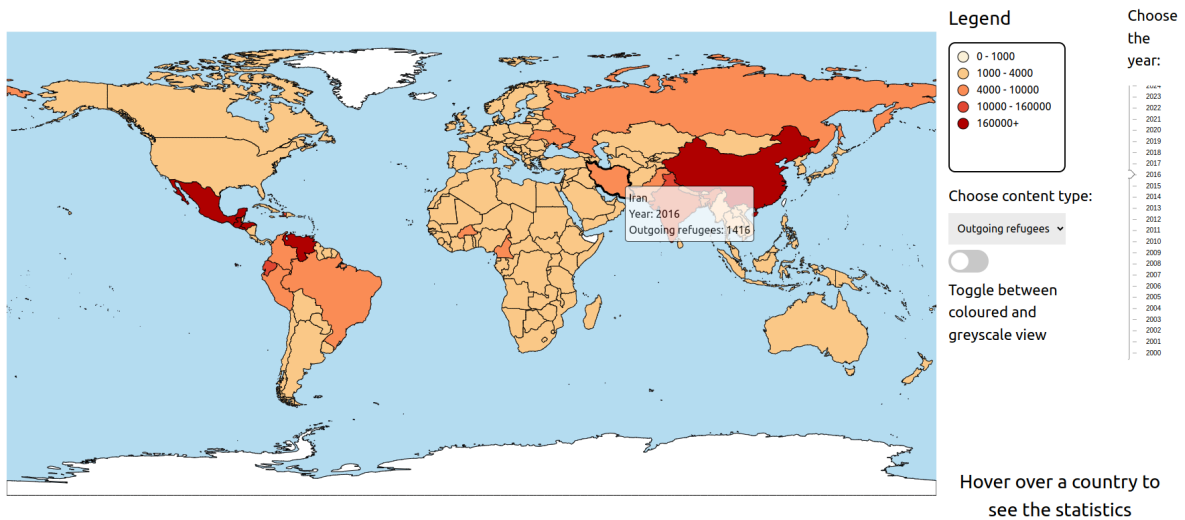 Legend
0 - 1000
1000 - 4000
4000 - 10000
10000 - 160000
160000+
Choose content type:
Outgoing refugees
Toggle between
coloured and
greyscale view
Choose
the
year:
2024
2023
2022
2021
2020
2019
2018
2017
2016
2015
2014
2013
2012
2011
2010
2009
2008
2007
2006
2005
2004
2003
2002
2001
2000
Iran
Year: 2016
Outgoing refugees: 1416
Hover over a country to
see the statistics